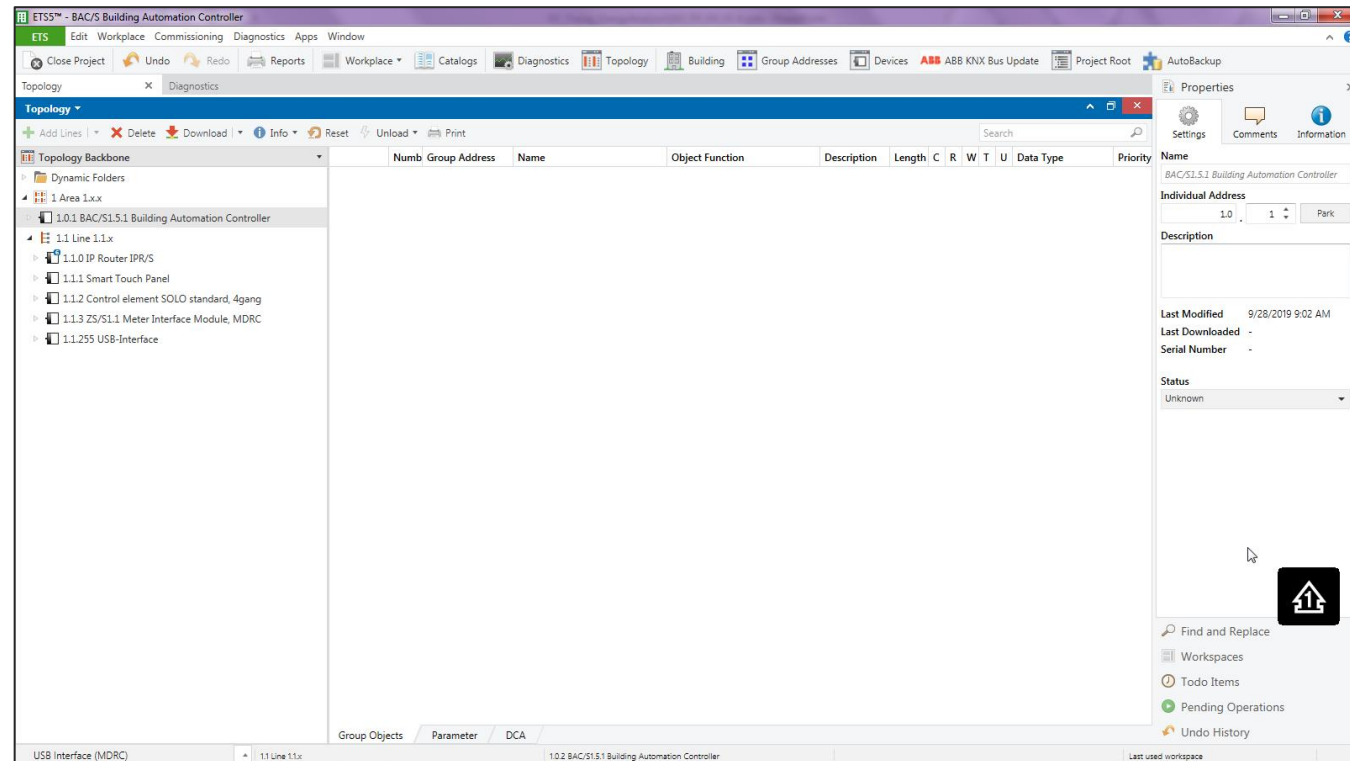 ETS5™ - BAC/S Building Automation Controller
ETS Edit Workplace Commissioning Diagnostics Apps Window
Close Project Undo Redo Reports Workplace Catalogs Diagnostics Topology Building Group Addresses Devices ABB ABB KNX Bus Update Project Root AutoBackup
Topology Diagnostics
Properties
Topology
Settings Comments Information
Add Lines Delete Download Info Reset Unload Print Search
Topology Backbone Numb Group Address Name Object Function Description Length C R W T U Data Type Priority
Name
BAC/S1.5.1 Building Automation Controller
Dynamic Folders
1 Area 1.x.x
Individual Address
1.0 . 1 Park
1.0.1 BAC/S1.5.1 Building Automation Controller
1.1 Line 1.1.x
Description
1.1.0 IP Router IPR/S
1.1.1 Smart Touch Panel
1.1.2 Control element SOLO standard, 4gang
1.1.3 ZS/S1.1 Meter Interface Module, MDRC
1.1.255 USB-Interface
Last Modified 9/28/2019 9:02 AM
Last Downloaded -
Serial Number -
Status
Unknown
1
Find and Replace
Workspaces
Todo Items
Pending Operations
Undo History
Group Objects Parameter DCA
USB Interface (MDRC) 1.1 Line 1.1.x 1.0.2 BAC/S1.5.1 Building Automation Controller Last used workspace